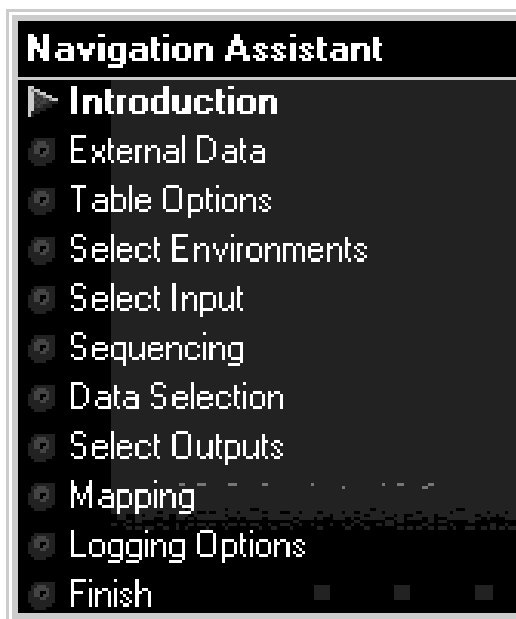 Navigation Assistant
Introduction
External Data
Table Options
Select Environments
Select Input
Sequencing
Data Selection
Select Outputs
Mapping
Logging Options
Finish